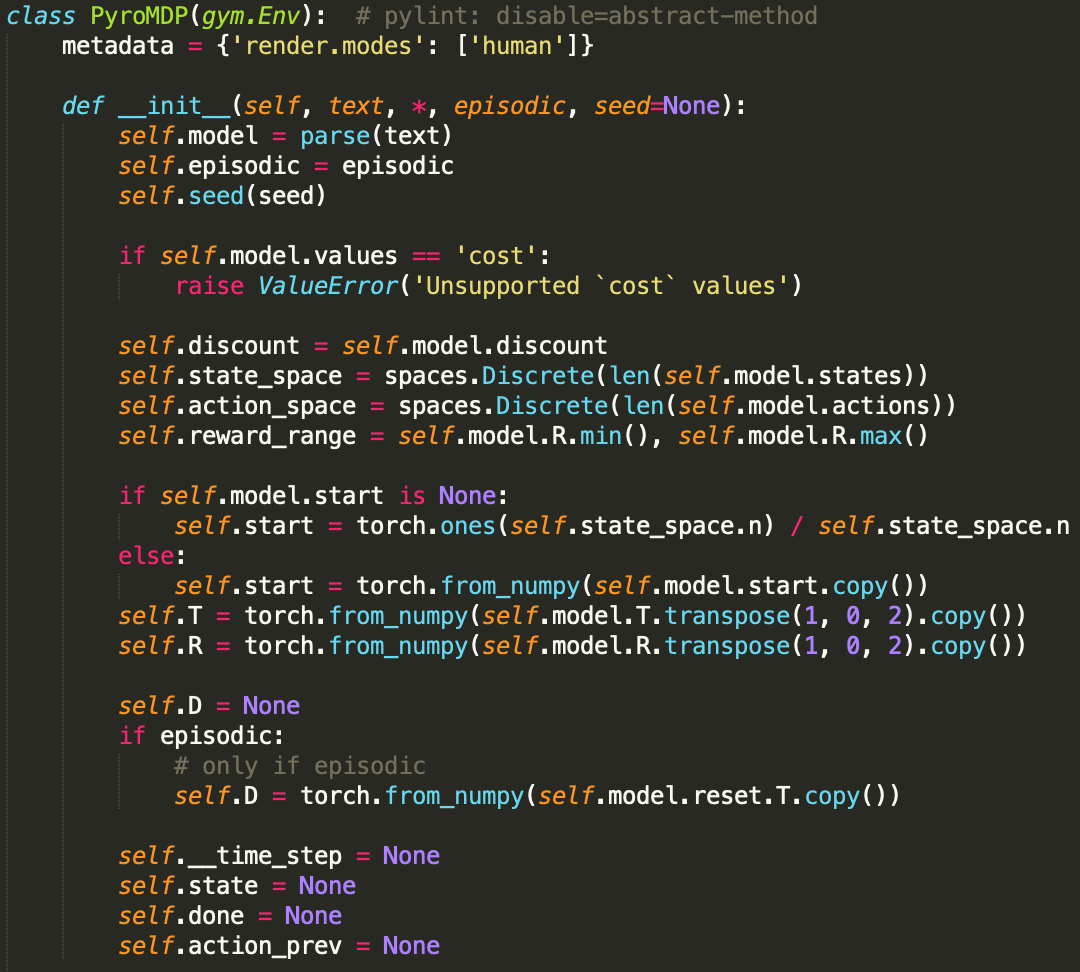 class PyroMDP(gym.Env):  # pylint: disable=abstract-method
    metadata = {'render.modes': ['human']}

    def __init__(self, text, *, episodic, seed=None):
        self.model = parse(text)
        self.episodic = episodic
        self.seed(seed)

        if self.model.values == 'cost':
            raise ValueError('Unsupported `cost` values')

        self.discount = self.model.discount
        self.state_space = spaces.Discrete(len(self.model.states))
        self.action_space = spaces.Discrete(len(self.model.actions))
        self.reward_range = self.model.R.min(), self.model.R.max()

        if self.model.start is None:
            self.start = torch.ones(self.state_space.n) / self.state_space.n
        else:
            self.start = torch.from_numpy(self.model.start.copy())
        self.T = torch.from_numpy(self.model.T.transpose(1, 0, 2).copy())
        self.R = torch.from_numpy(self.model.R.transpose(1, 0, 2).copy())

        self.D = None
        if episodic:
            # only if episodic
            self.D = torch.from_numpy(self.model.reset.T.copy())

        self.__time_step = None
        self.state = None
        self.done = None
        self.action_prev = None